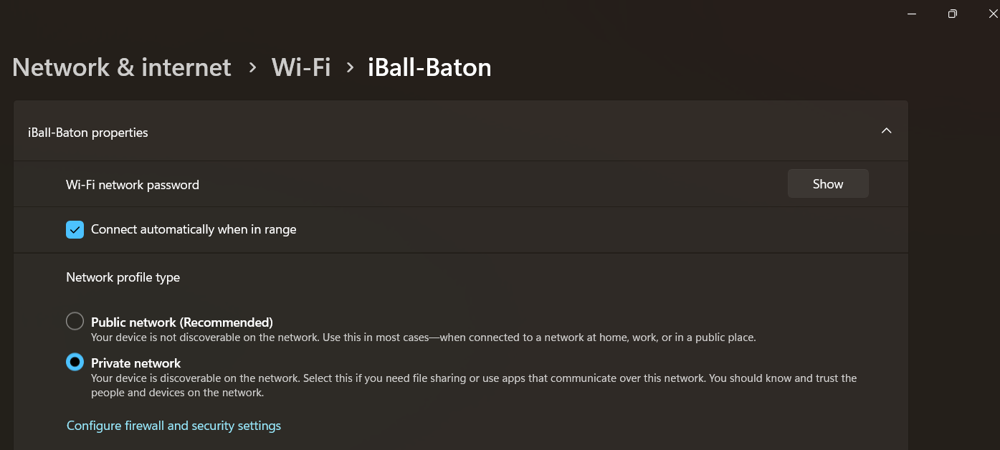 Network & internet > Wi-Fi > iBall-Baton
iBall-Baton properties
Wi-Fi network password
Show
Connect automatically when in range
Network profile type
Public network (Recommended)
Your device is not discoverable on the network. Use this in most cases—when connected to a network at home, work, or in a public place.
Private network
Your device is discoverable on the network. Select this if you need file sharing or use apps that communicate over this network. You should know and trust the
people and devices on the network.
Configure firewall and security settings